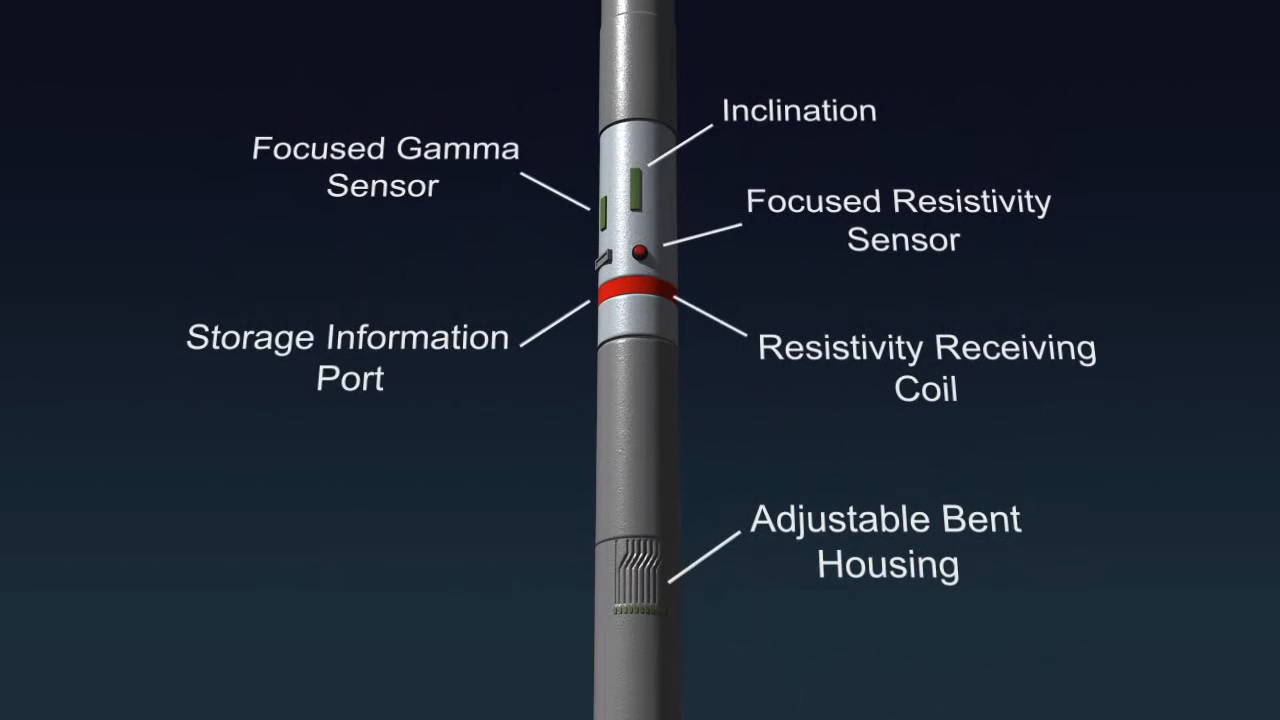 Inclination
Focused Gamma
Sensor
Focused Resistivity
Sensor
Storage Information
Port
Resistivity Receiving
Coil
Adjustable Bent
Housing